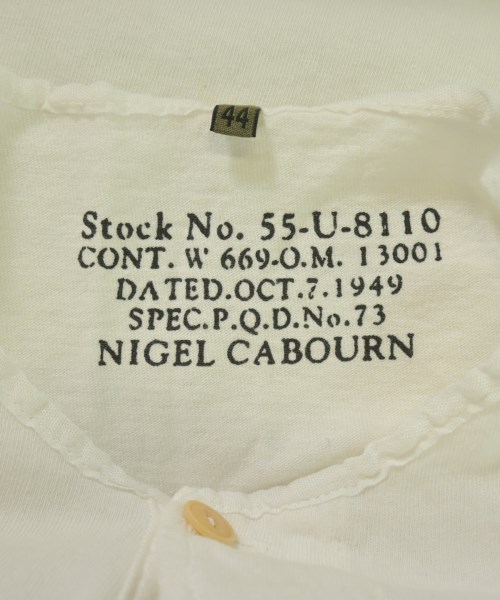 44
Stock No. 55-U-8110
CONT. W 669-O.M. 13001
DATED.OCT.7.1949
SPEC.P.Q.D.No.73
NIGEL CABOURN